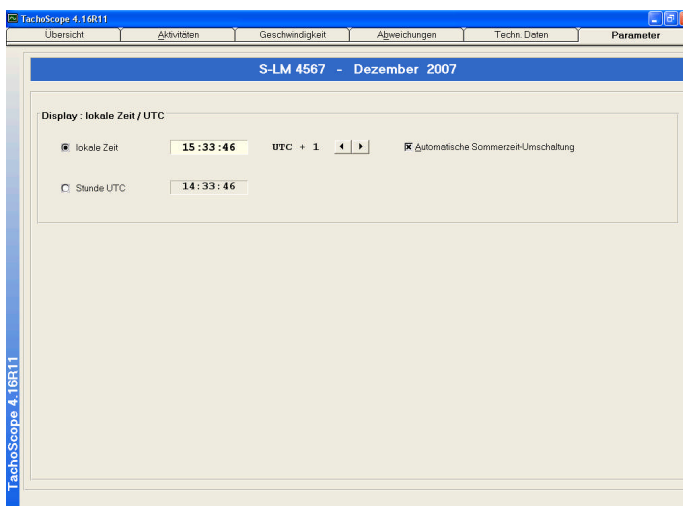 TachoScope 4.16R11
Übersicht Aktivitäten Geschwindigkeit Abweichungen Techn. Daten Parameter
S-LM 4567 - Dezember 2007
Display : lokale Zeit / UTC
lokale Zeit 15:33:46 UTC + 1 Automatische Sommerzeit-Umschaltung
Stunde UTC 14:33:46
TachoScope 4.16R11